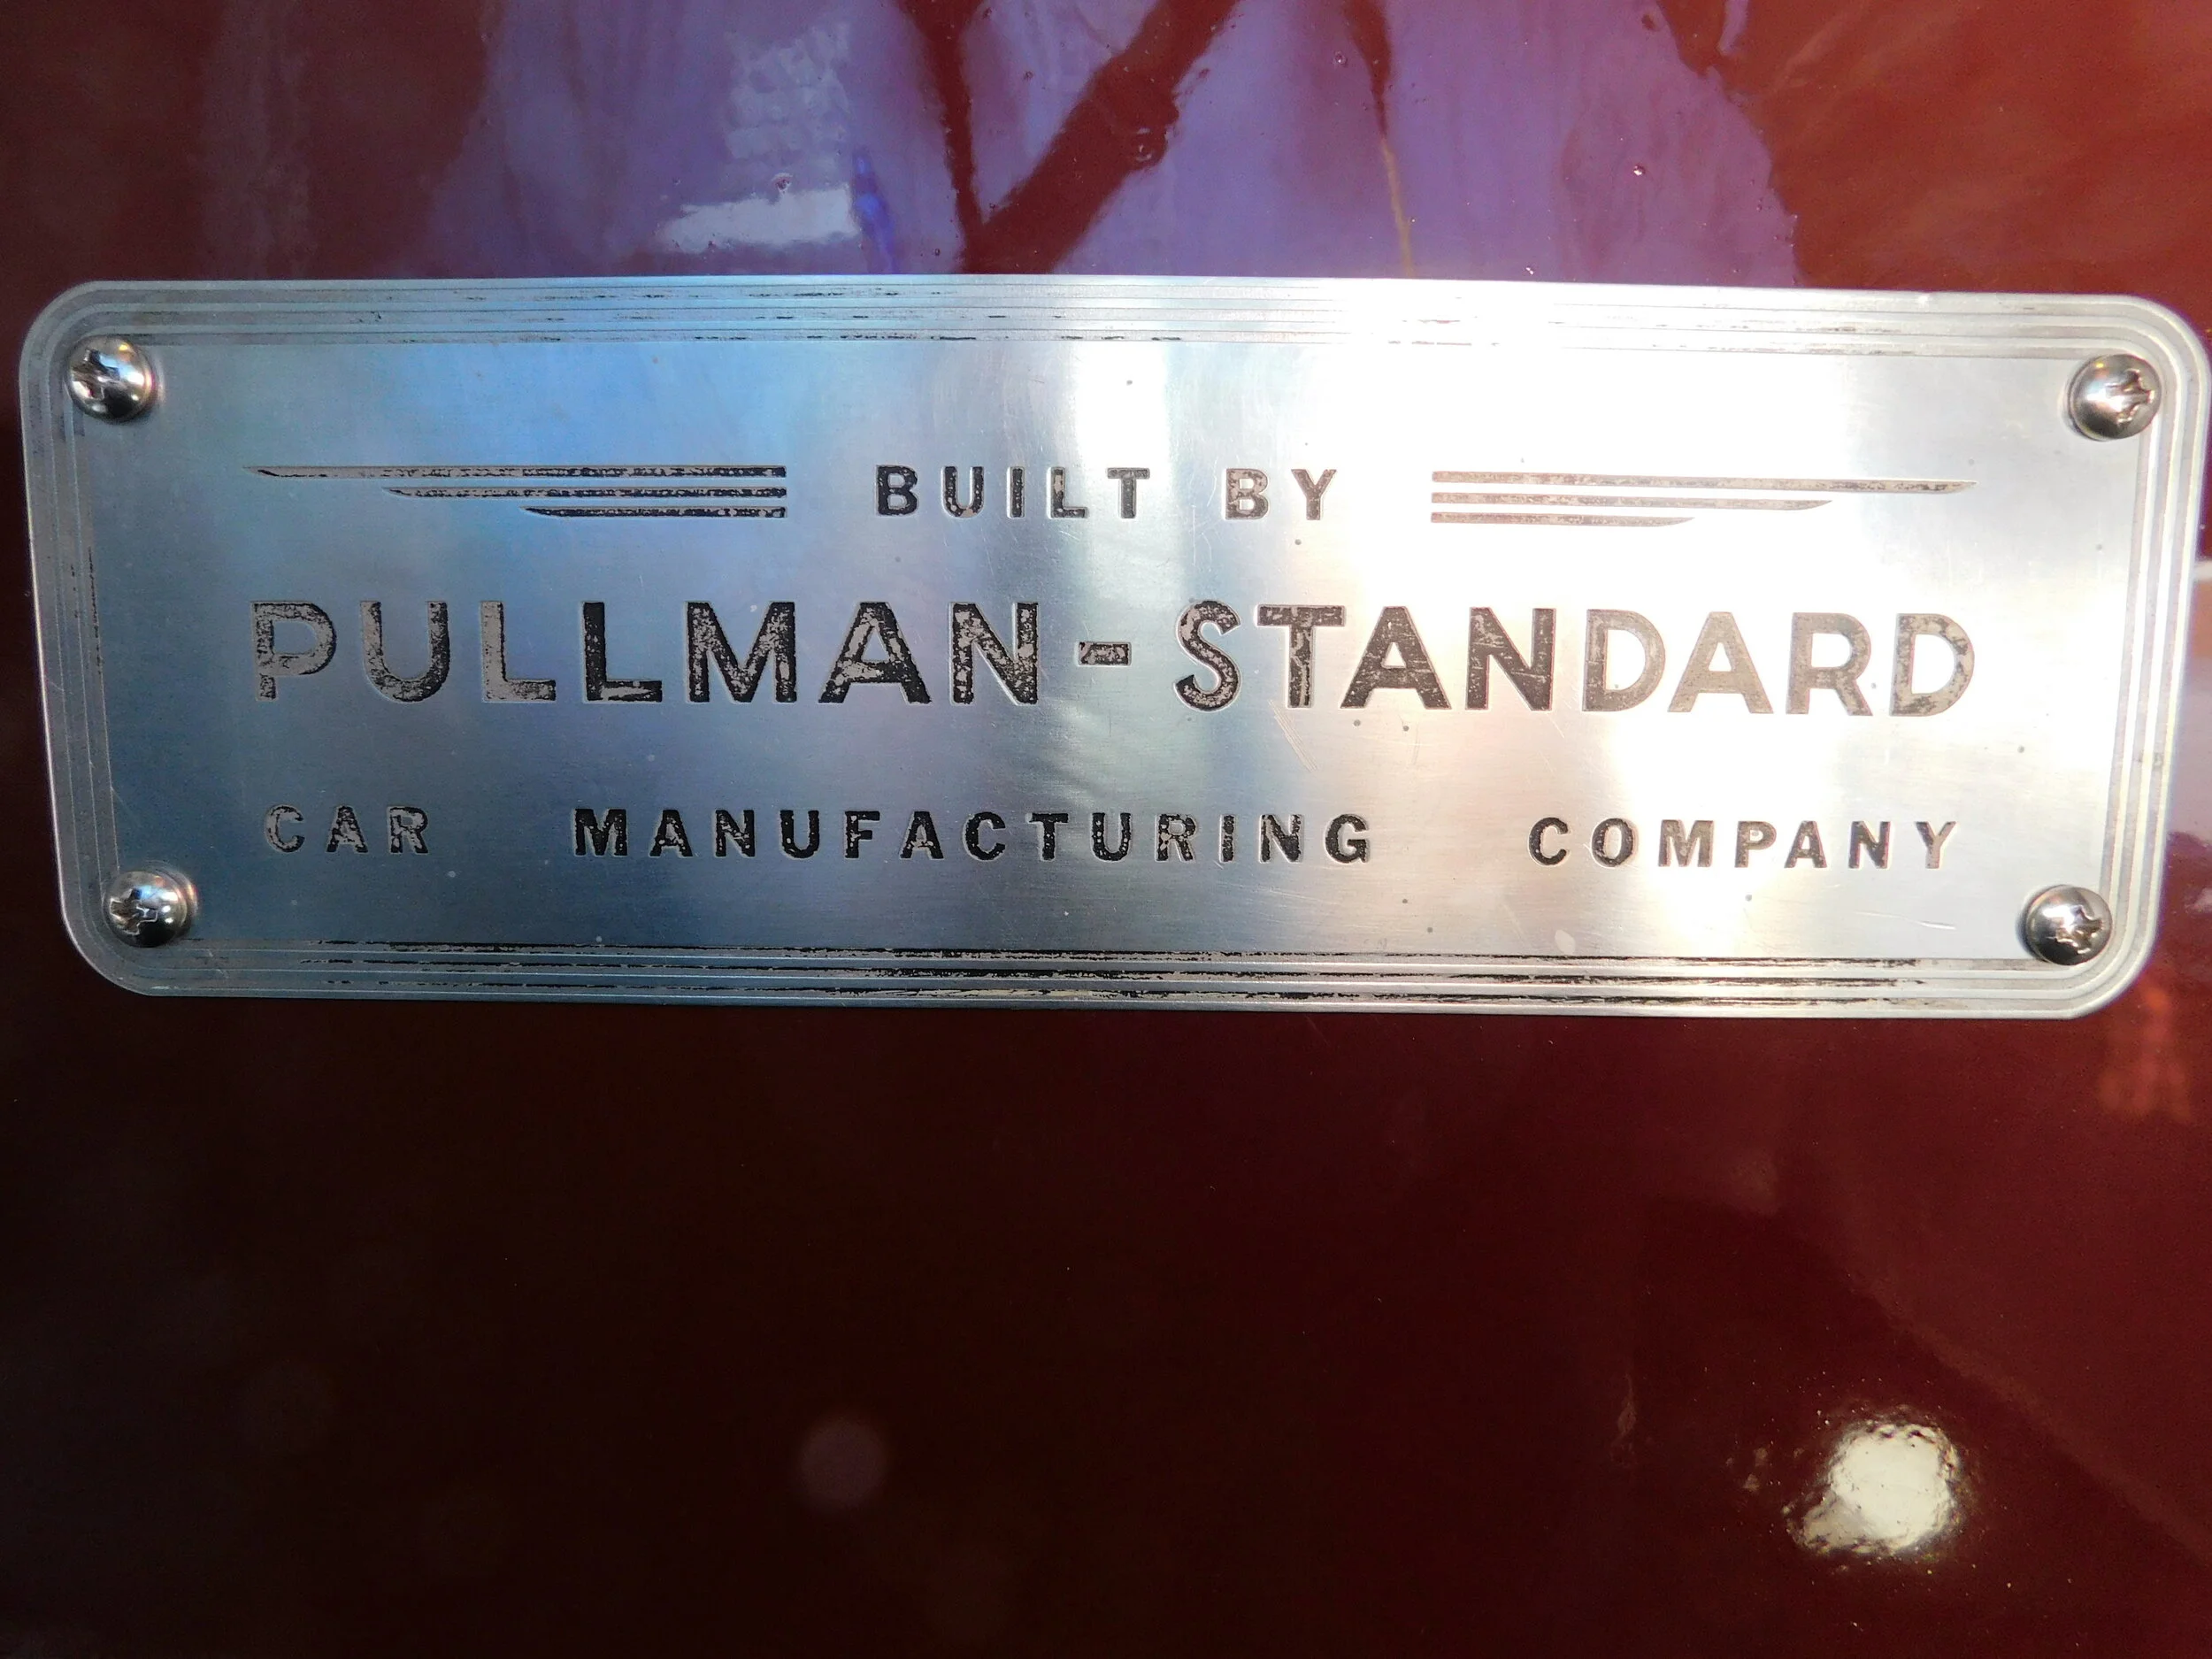 BUILT BY
PULLMAN-STANDARD
CAR MANUFACTURING COMPANY